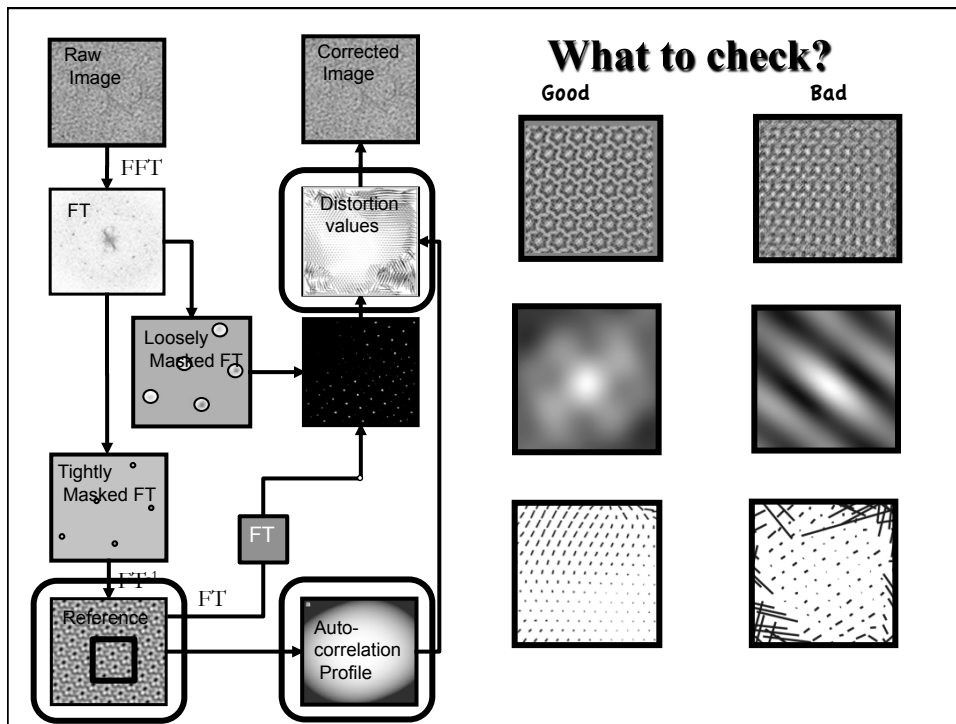 Raw
Image
FFT
FT
Loosely
Masked FT
Tightly
Masked FT
FT-1
Reference
FT
FT
Auto-
correlation
Profile
Distortion
values
Corrected
Image
What to check?
Good
Bad